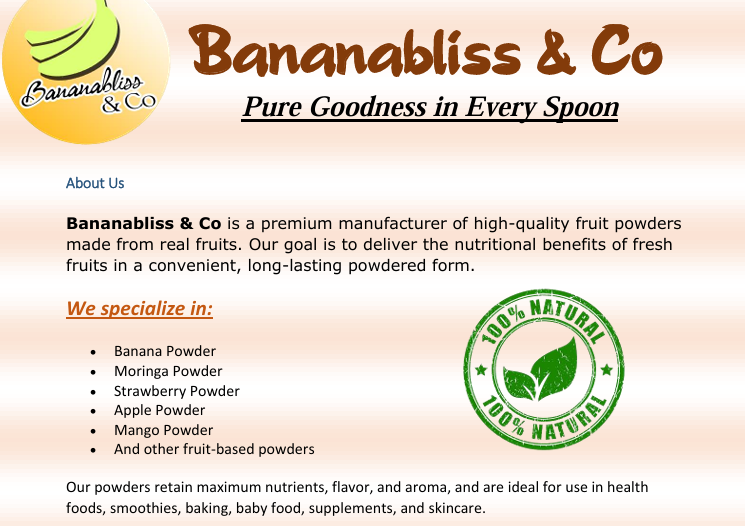 Bananabliss
& Co
Bananabliss & Co
Pure Goodness in Every Spoon
About Us
Bananabliss & Co is a premium manufacturer of high-quality fruit powders
made from real fruits. Our goal is to deliver the nutritional benefits of fresh
fruits in a convenient, long-lasting powdered form.
We specialize in:
• Banana Powder
• Moringa Powder
• Strawberry Powder
• Apple Powder
• Mango Powder
• And other fruit-based powders
100% NATURAL
100% NATURAL
Our powders retain maximum nutrients, flavor, and aroma, and are ideal for use in health
foods, smoothies, baking, baby food, supplements, and skincare.